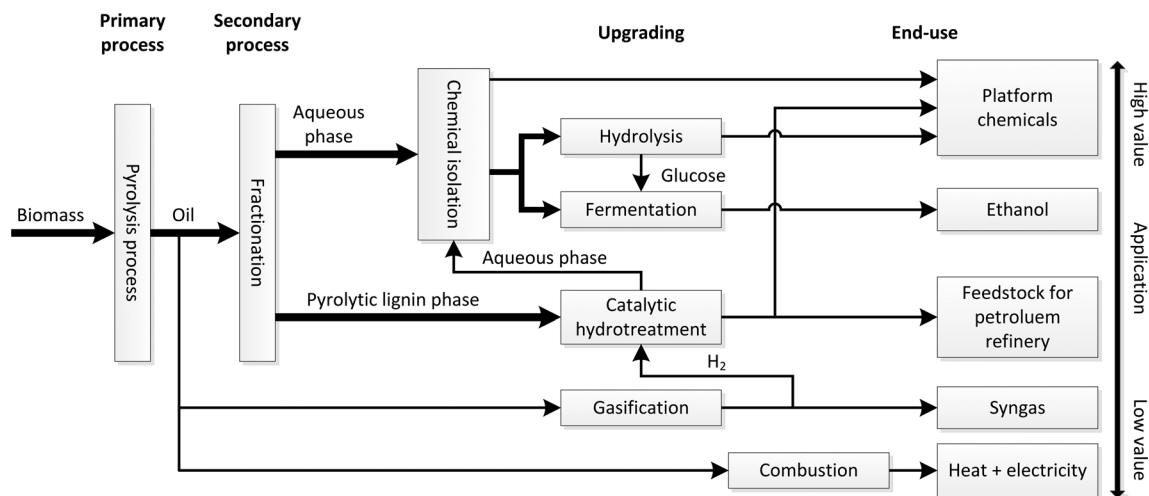 Primary
process
Secondary
process
Upgrading
End-use
Biomass
Pyrolysis process
Oil
Fractionation
Aqueous
phase
Chemical isolation
Hydrolysis
Glucose
Fermentation
Platform
chemicals
Ethanol
Aqueous phase
Pyrolytic lignin phase
Catalytic
hydrotreatment
Feedstock for
petroluem
refinery
H₂
Gasification
Syngas
Combustion
Heat + electricity
High value
Application
Low value